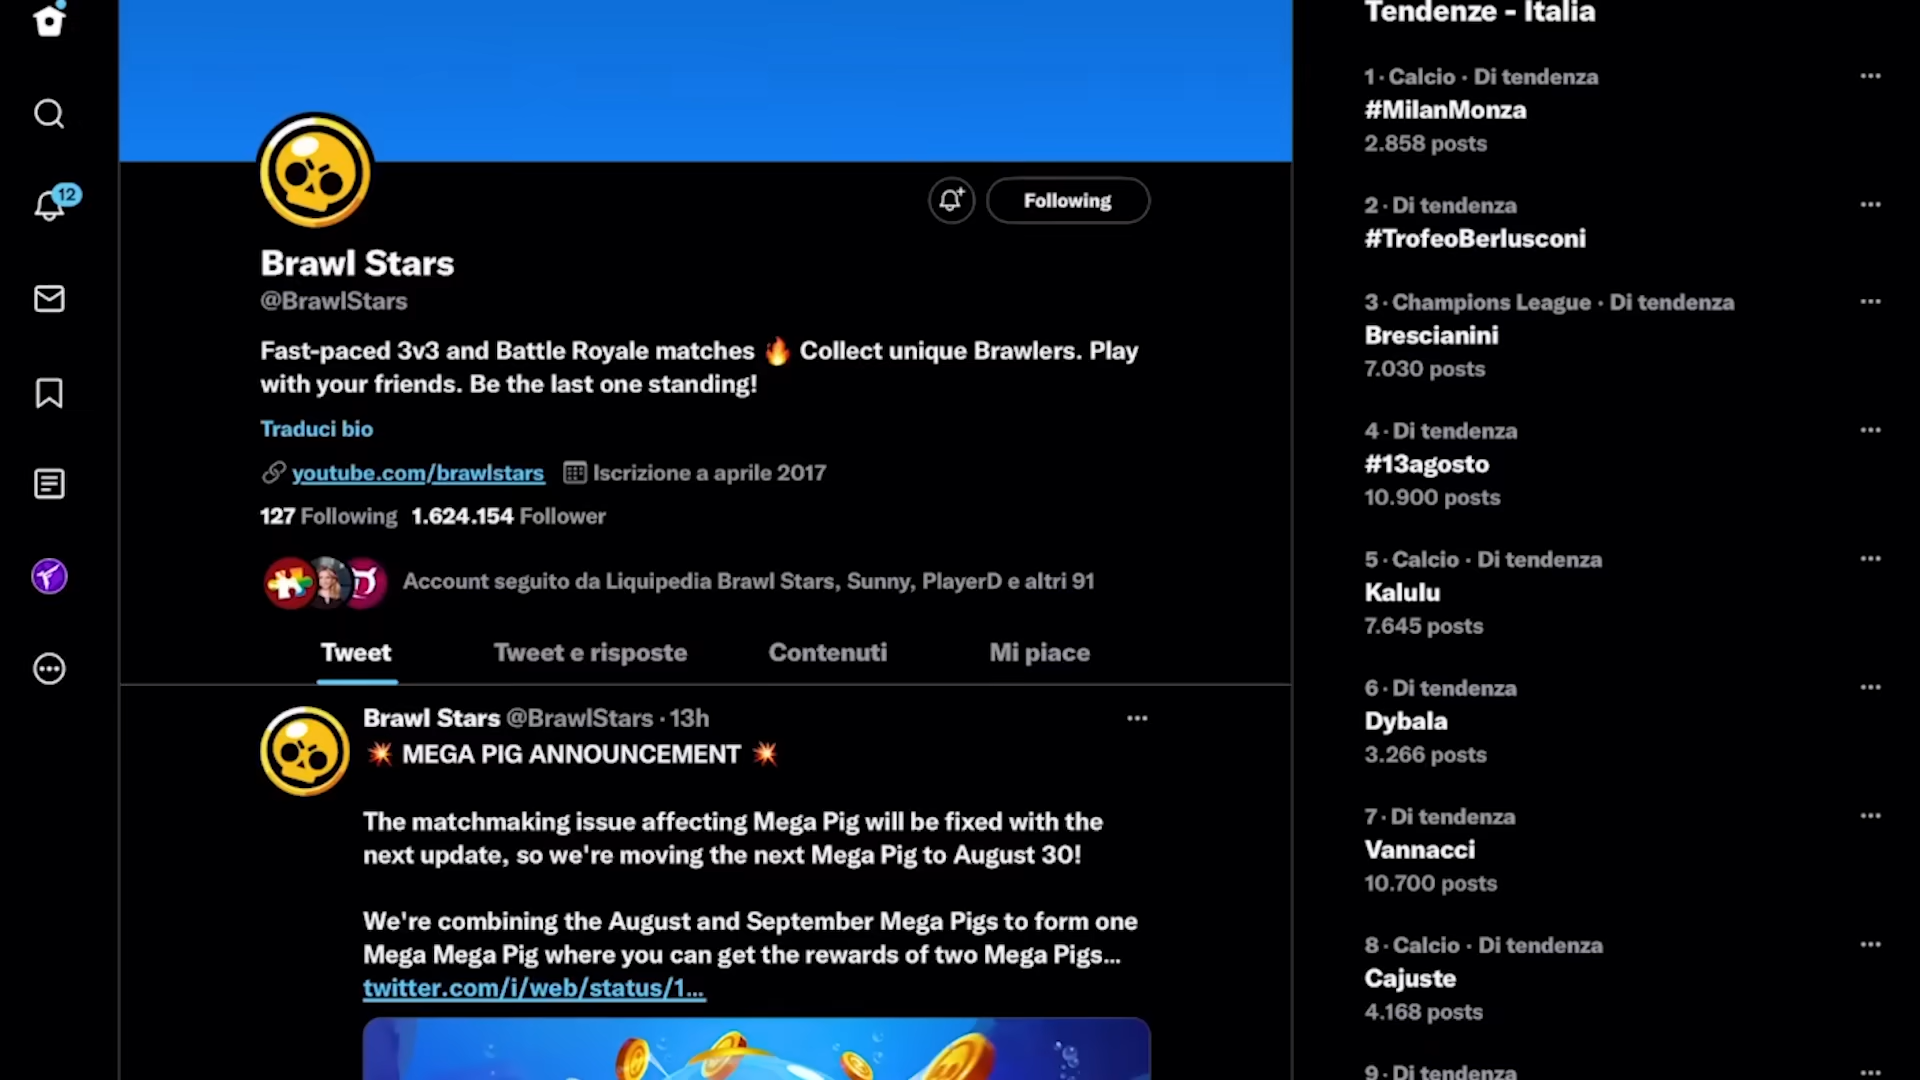 12
Following
Brawl Stars
@BrawlStars
Fast-paced 3v3 and Battle Royale matches 🔥 Collect unique Brawlers. Play
with your friends. Be the last one standing!
Traduci bio
youtube.com/brawlstars Iscrizione a aprile 2017
127 Following 1.624.154 Follower
Account seguito da Liquipedia Brawl Stars, Sunny, PlayerD e altri 91
Tweet Tweet e risposte Contenuti Mi piace
Brawl Stars @BrawlStars · 13h
💥 MEGA PIG ANNOUNCEMENT 💥
The matchmaking issue affecting Mega Pig will be fixed with the
next update, so we're moving the next Mega Pig to August 30!
We're combining the August and September Mega Pigs to form one
Mega Mega Pig where you can get the rewards of two Mega Pigs...
twitter.com/i/web/status/1...
Tendenze - Italia
1 · Calcio · Di tendenza
#MilanMonza
2.858 posts
2 · Di tendenza
#TrofeoBerlusconi
3 · Champions League · Di tendenza
Brescianini
7.030 posts
4 · Di tendenza
#13agosto
10.900 posts
5 · Calcio · Di tendenza
Kalulu
7.645 posts
6 · Di tendenza
Dybala
3.266 posts
7 · Di tendenza
Vannacci
10.700 posts
8 · Calcio · Di tendenza
Cajuste
4.168 posts
9 · Di tendenza